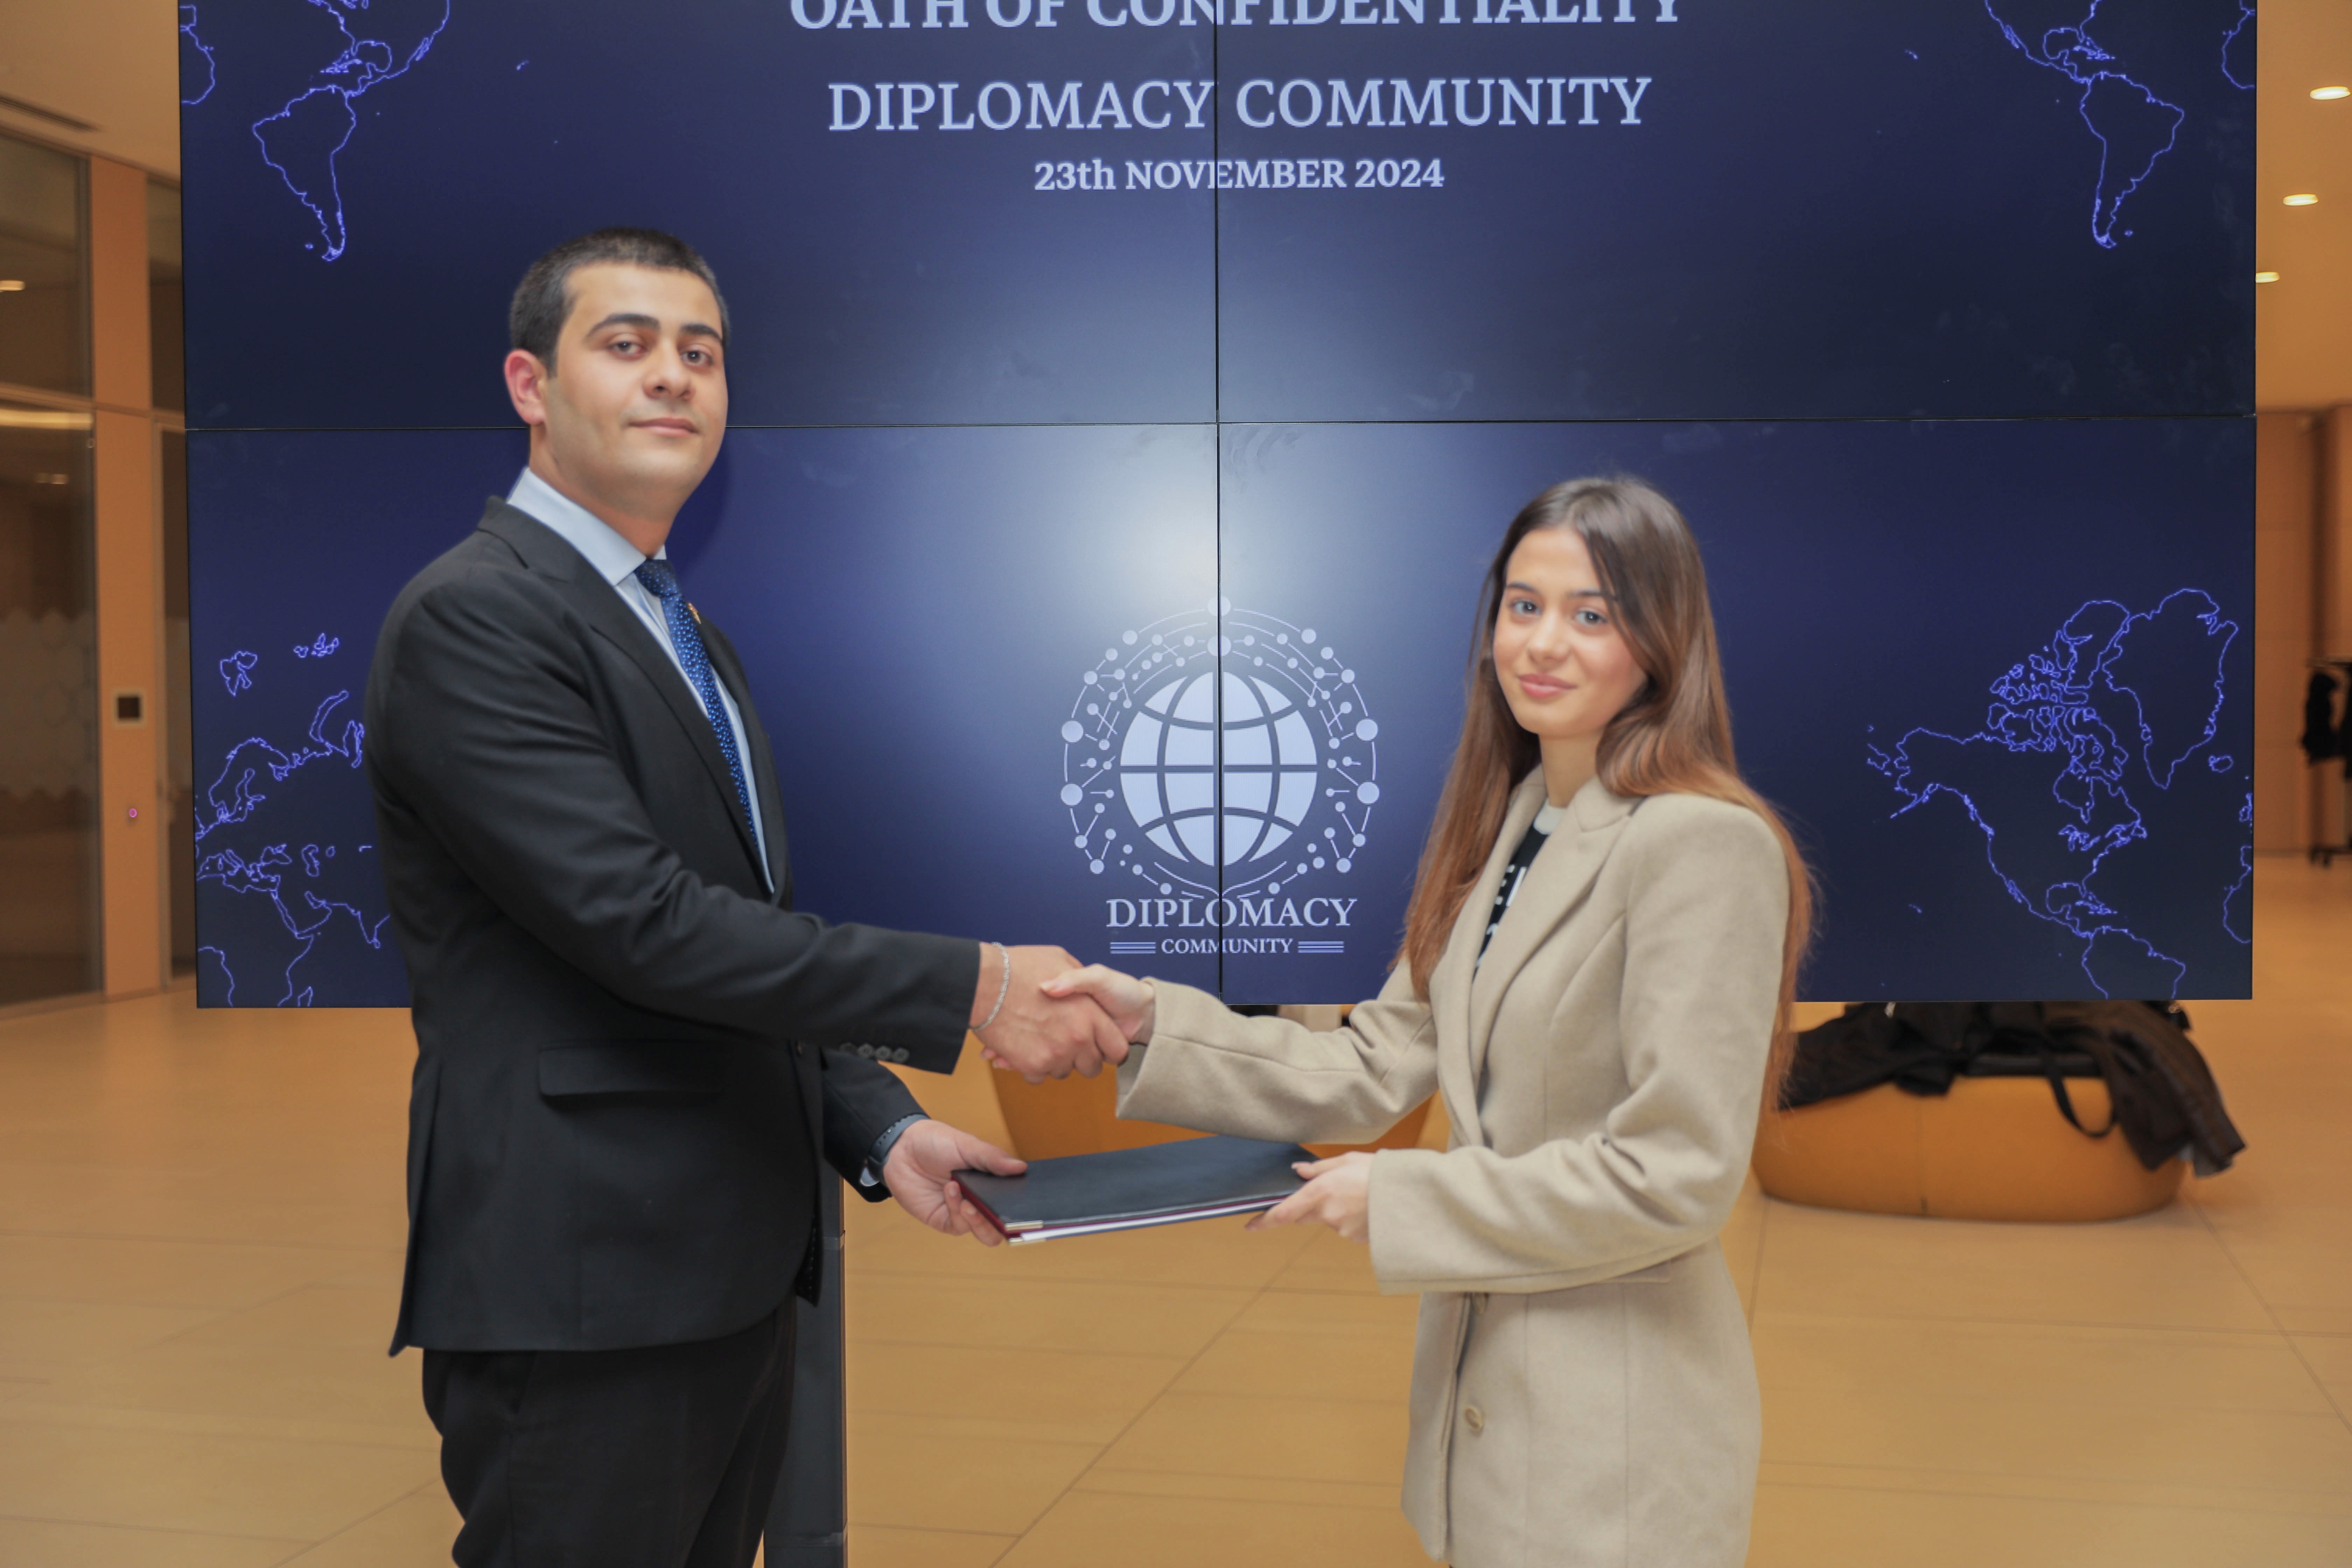 OATH OF CONFIDENTIALITY
DIPLOMACY COMMUNITY
23th NOVEMBER 2024
DIPLOMACY
COMMUNITY